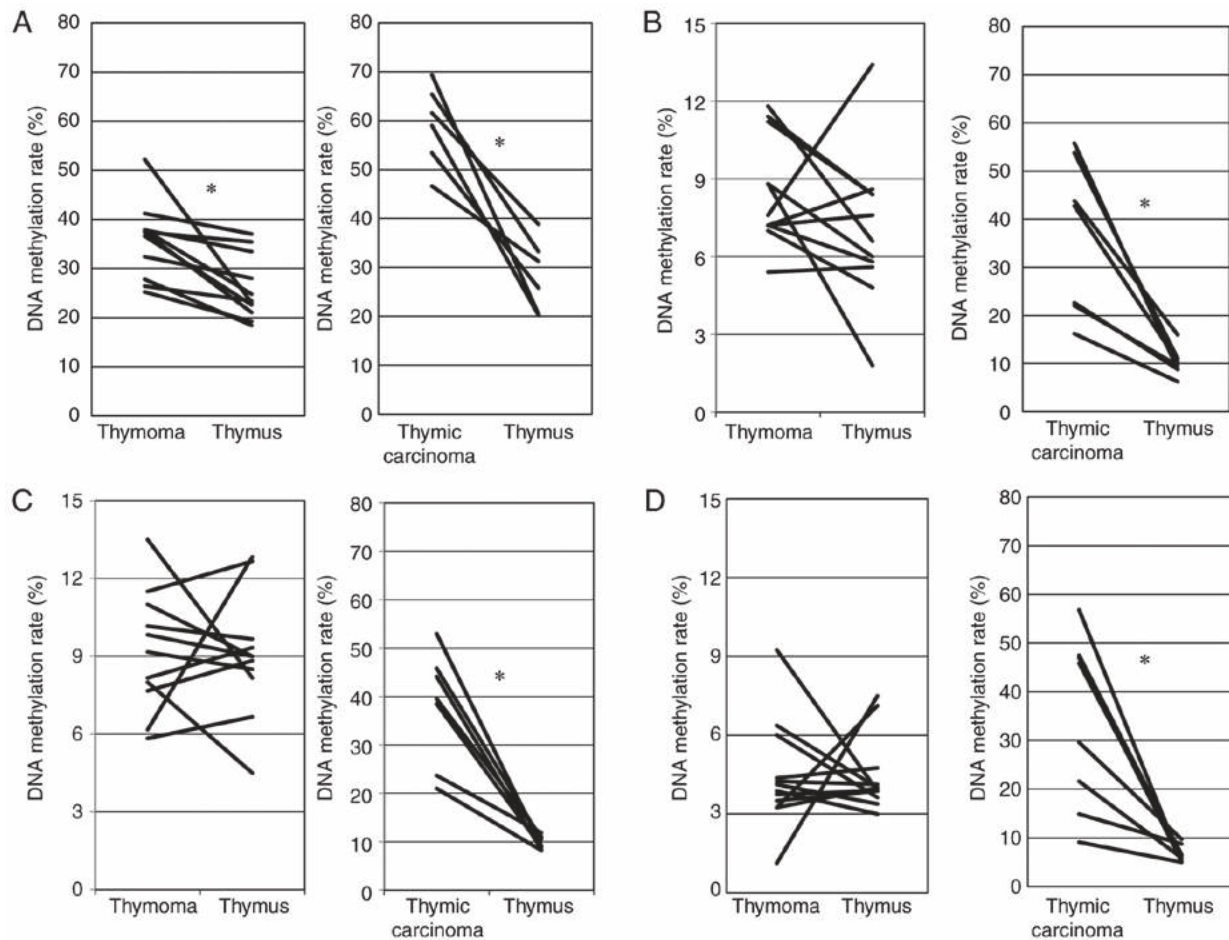 A
DNA methylation rate (%)
80
70
60
50
40
30
20
10
0
*
Thymoma Thymus
DNA methylation rate (%)
80
70
60
50
40
30
20
10
0
*
Thymic Thymus
carcinoma
B
DNA methylation rate (%)
15
12
9
6
3
0
Thymoma Thymus
DNA methylation rate (%)
80
70
60
50
40
30
20
10
0
*
Thymic Thymus
carcinoma
C
DNA methylation rate (%)
15
12
9
6
3
0
Thymoma Thymus
DNA methylation rate (%)
80
70
60
50
40
30
20
10
0
*
Thymic Thymus
carcinoma
D
DNA methylation rate (%)
15
12
9
6
3
0
Thymoma Thymus
DNA methylation rate (%)
80
70
60
50
40
30
20
10
0
*
Thymic Thymus
carcinoma